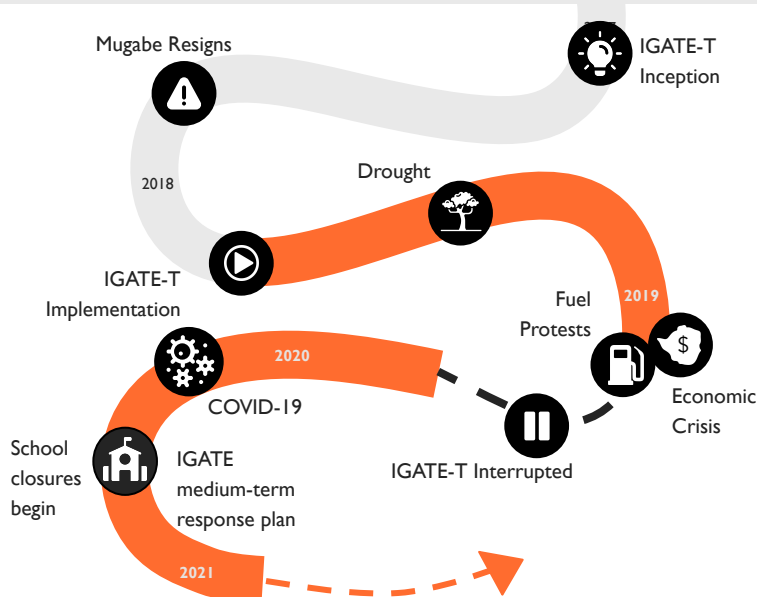 IGATE-T
Inception
Mugabe Resigns
2018
Drought
IGATE-T
Implementation
2019
Fuel
Protests
$
Economic
Crisis
IGATE-T Interrupted
2020
COVID-19
School
closures
begin
IGATE
medium-term
response plan
2021